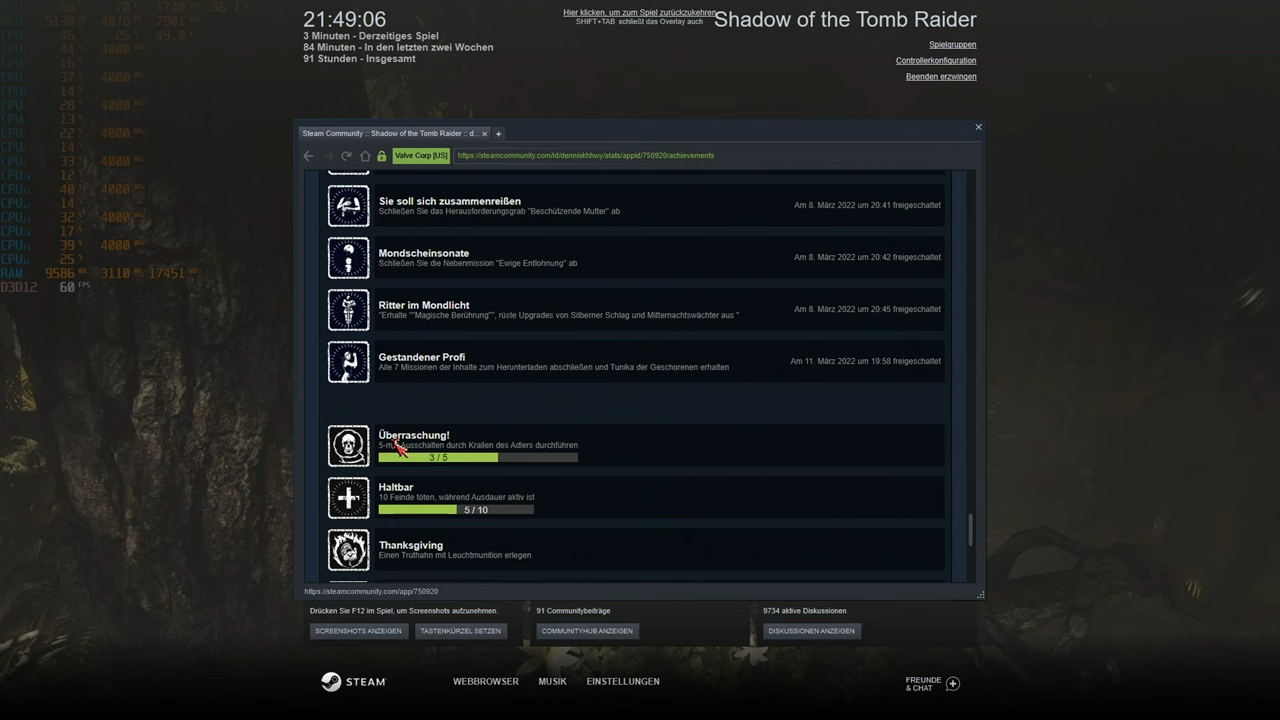 21:49:06
3 Minuten - Derzeitiges Spiel
84 Minuten - In den letzten zwei Wochen
91 Stunden - Insgesamt
Hier klicken, um zum Spiel zurückzukehren
SHIFT+TAB schließt das Overlay auch
Shadow of the Tomb Raider
Spielgruppen
Controllerkonfiguration
Beenden erzwingen
Steam Community :: Shadow of the Tomb Raider :: d...
Valve Corp [US]
https://steamcommunity.com/id/denniskhhwy/stats/appid/750920/achievements
Sie soll sich zusammenreißen
Schließen Sie das Herausforderungsgrab "Beschützende Mutter" ab
Am 8. März 2022 um 20:41 freigeschaltet
Mondscheinsonate
Schließen Sie die Nebenmission "Ewige Entlohnung" ab
Am 8. März 2022 um 20:42 freigeschaltet
Ritter im Mondlicht
"Erhalte ""Magische Berührung"", rüste Upgrades von Silberner Schlag und Mitternachtswächter aus "
Am 8. März 2022 um 20:45 freigeschaltet
Gestandener Profi
Alle 7 Missionen der Inhalte zum Herunterladen abschließen und Tunika der Geschorenen erhalten
Am 11. März 2022 um 19:58 freigeschaltet
Überraschung!
Ausschalten durch Krallen des Adlers durchführen
3 / 5
Haltbar
10 Feinde töten, während Ausdauer aktiv ist
5 / 10
Thanksgiving
Einen Truthahn mit Leuchtmunition erlegen
https://steamcommunity.com/app/750920
Drücken Sie F12 im Spiel, um Screenshots aufzunehmen.
91 Communitybeiträge
9734 aktive Diskussionen
SCREENSHOTS ANZEIGEN
TASTENKÜRZEL SETZEN
COMMUNITYHUB ANZEIGEN
DISKUSSIONEN ANZEIGEN
STEAM
WEBBROWSER
MUSIK
EINSTELLUNGEN
FREUNDE
& CHAT
RAM 9586 3110 17451
D3D12 60 FPS